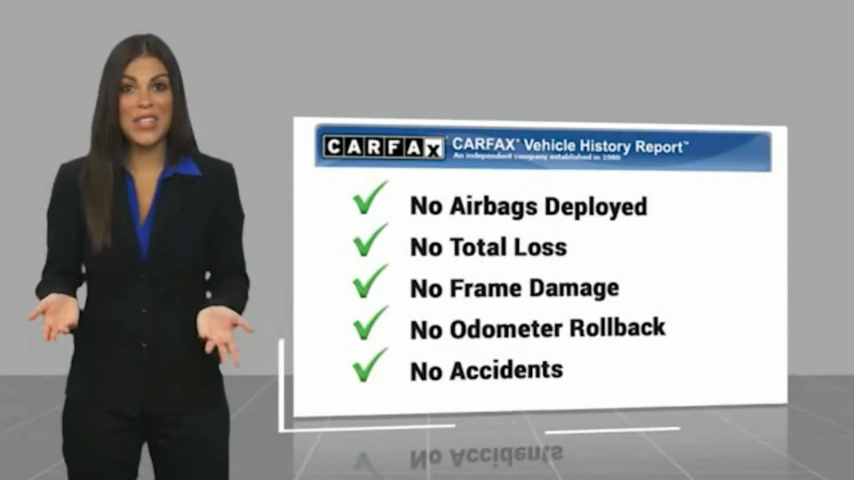 CARFAX CARFAX® Vehicle History Report™
An independent company established in 1986
No Airbags Deployed
No Total Loss
No Frame Damage
No Odometer Rollback
No Accidents
No Accidents